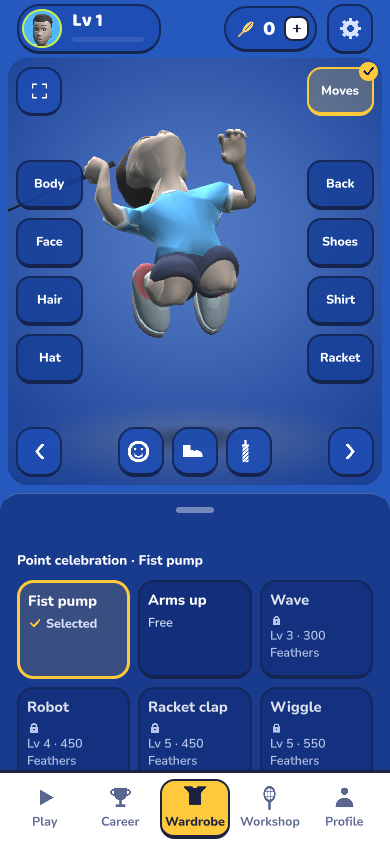 Lv 1
0
+
Moves
Body
Back
Face
Shoes
Hair
Shirt
Hat
Racket
Point celebration · Fist pump
Fist pump
Selected
Arms up
Free
Wave
Lv 3 · 300
Feathers
Robot
Lv 4 · 450
Feathers
Racket clap
Lv 5 · 450
Feathers
Wiggle
Lv 5 · 550
Feathers
Play
Career
Wardrobe
Workshop
Profile